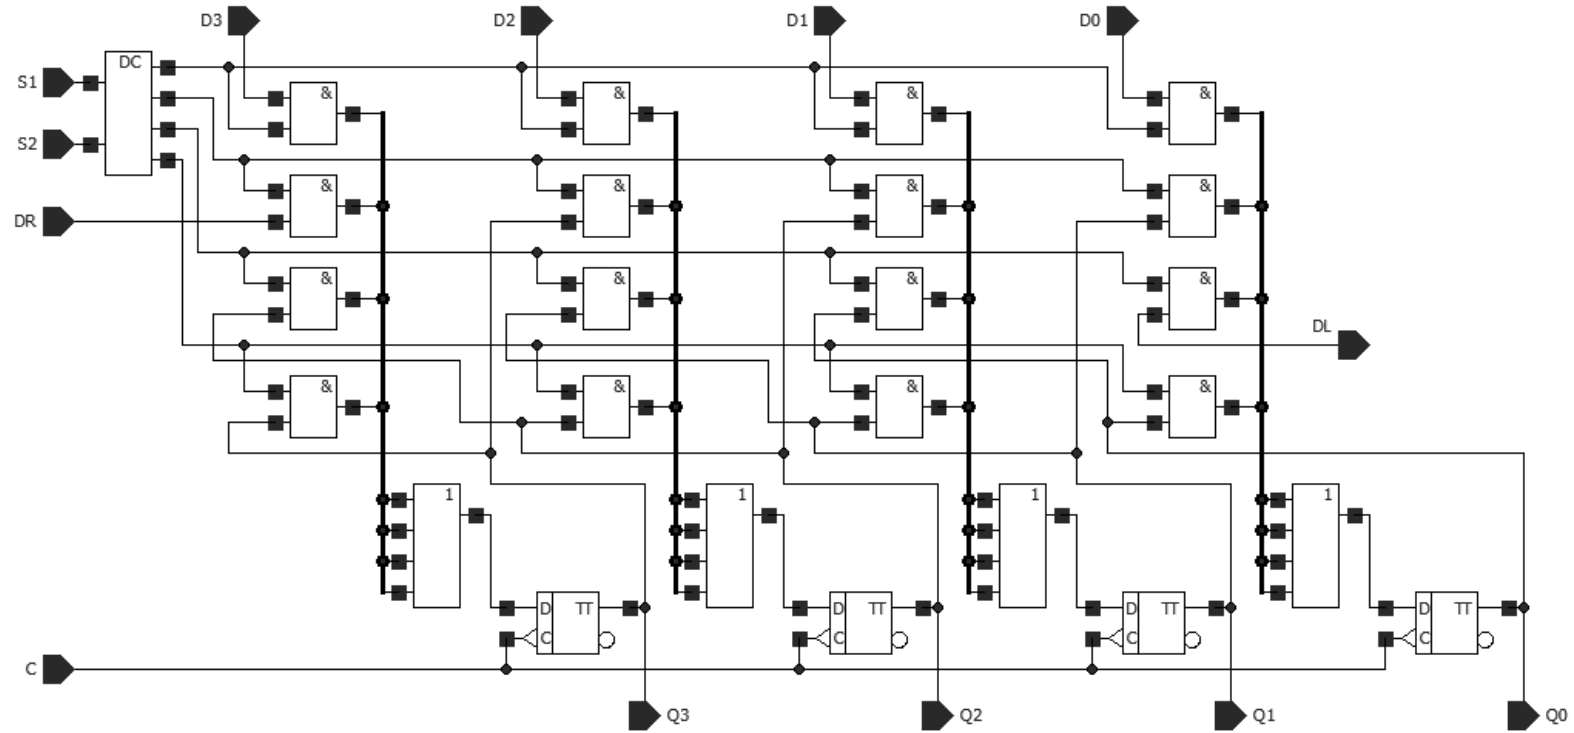 D3 D2 D1 D0
S1 DC & & & &
S2
DR & & & &
& & & &
DL
& & & &
1 1 1 1
D TT D TT D TT D TT
C C C C
C
Q3 Q2 Q1 Q0